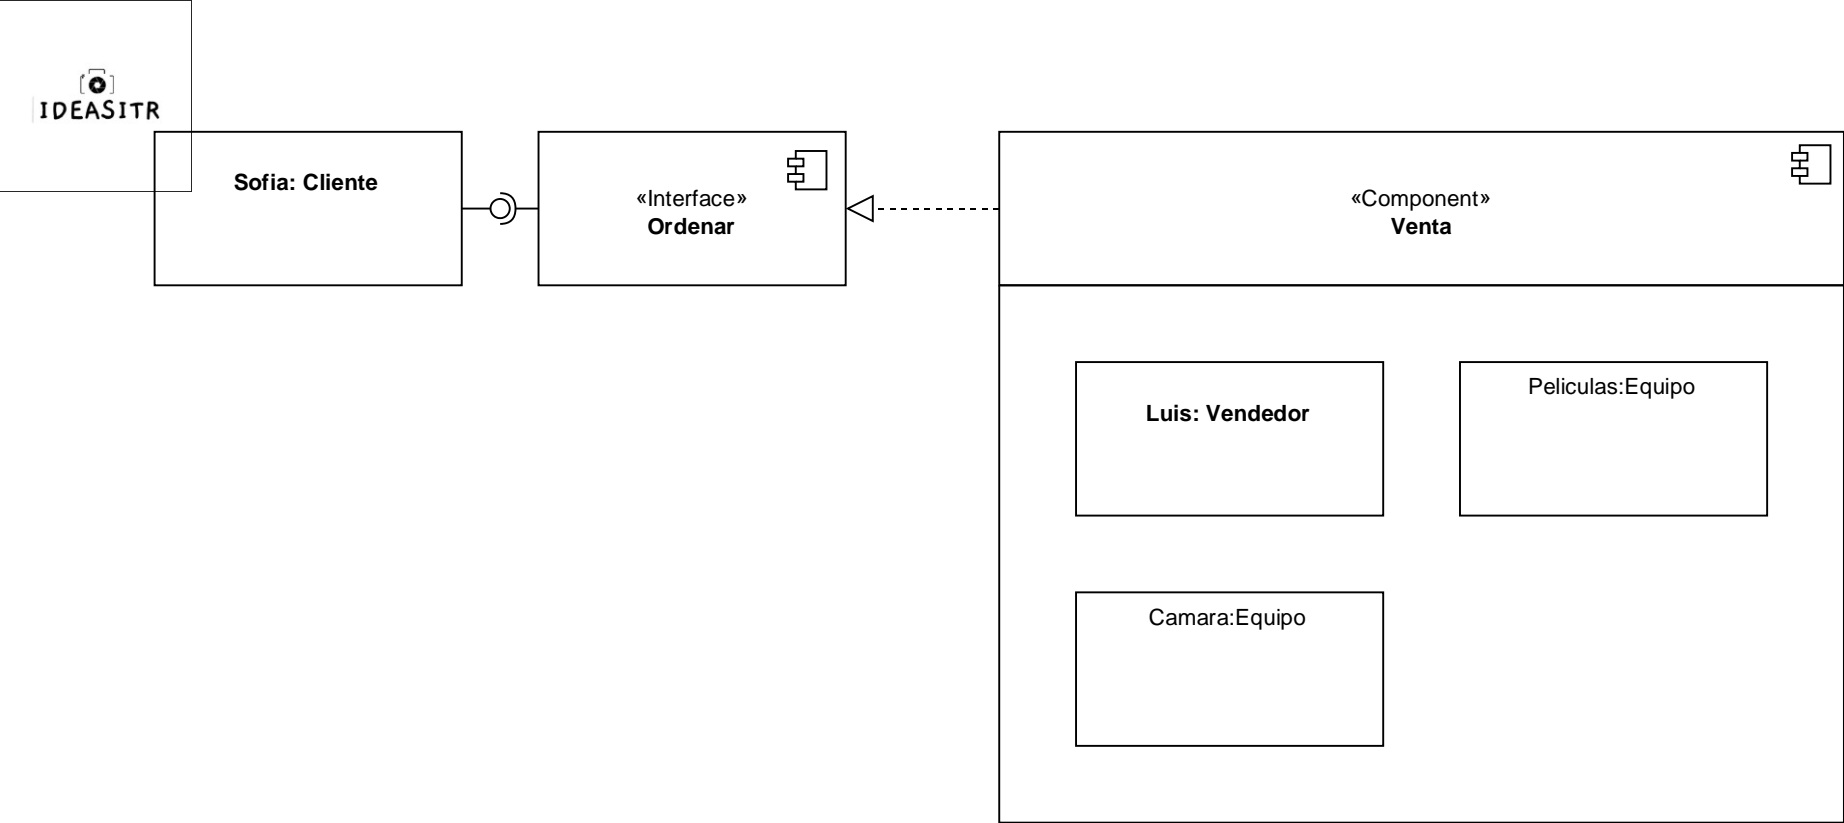 IDEASITR
Sofia: Cliente
«Interface»
Ordenar
«Component»
Venta
Luis: Vendedor
Peliculas:Equipo
Camara:Equipo